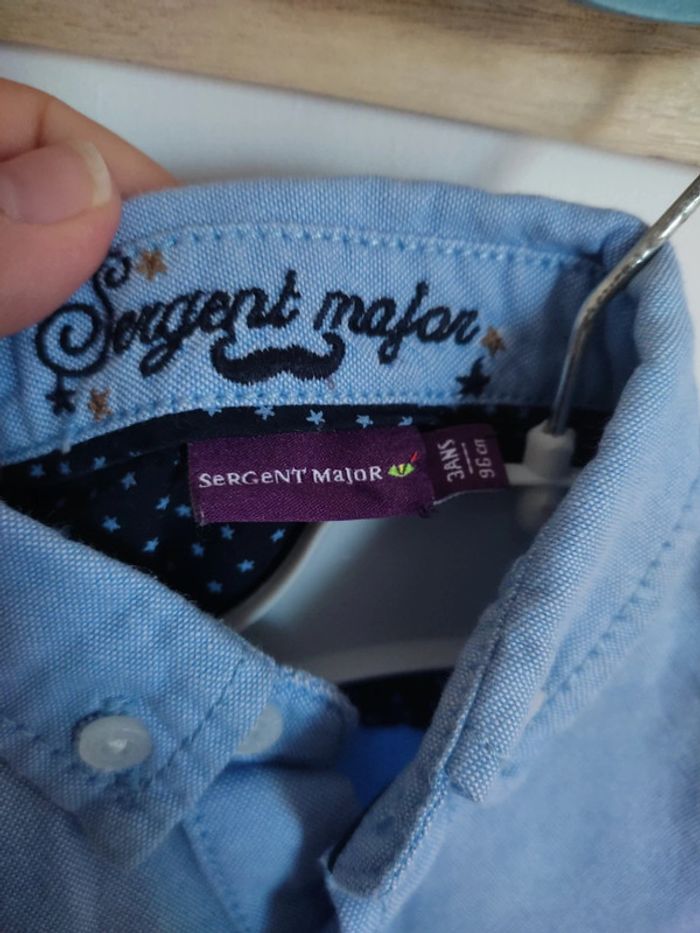 Sergent major
SeRGeNT MaJoR
3ANS
96cm